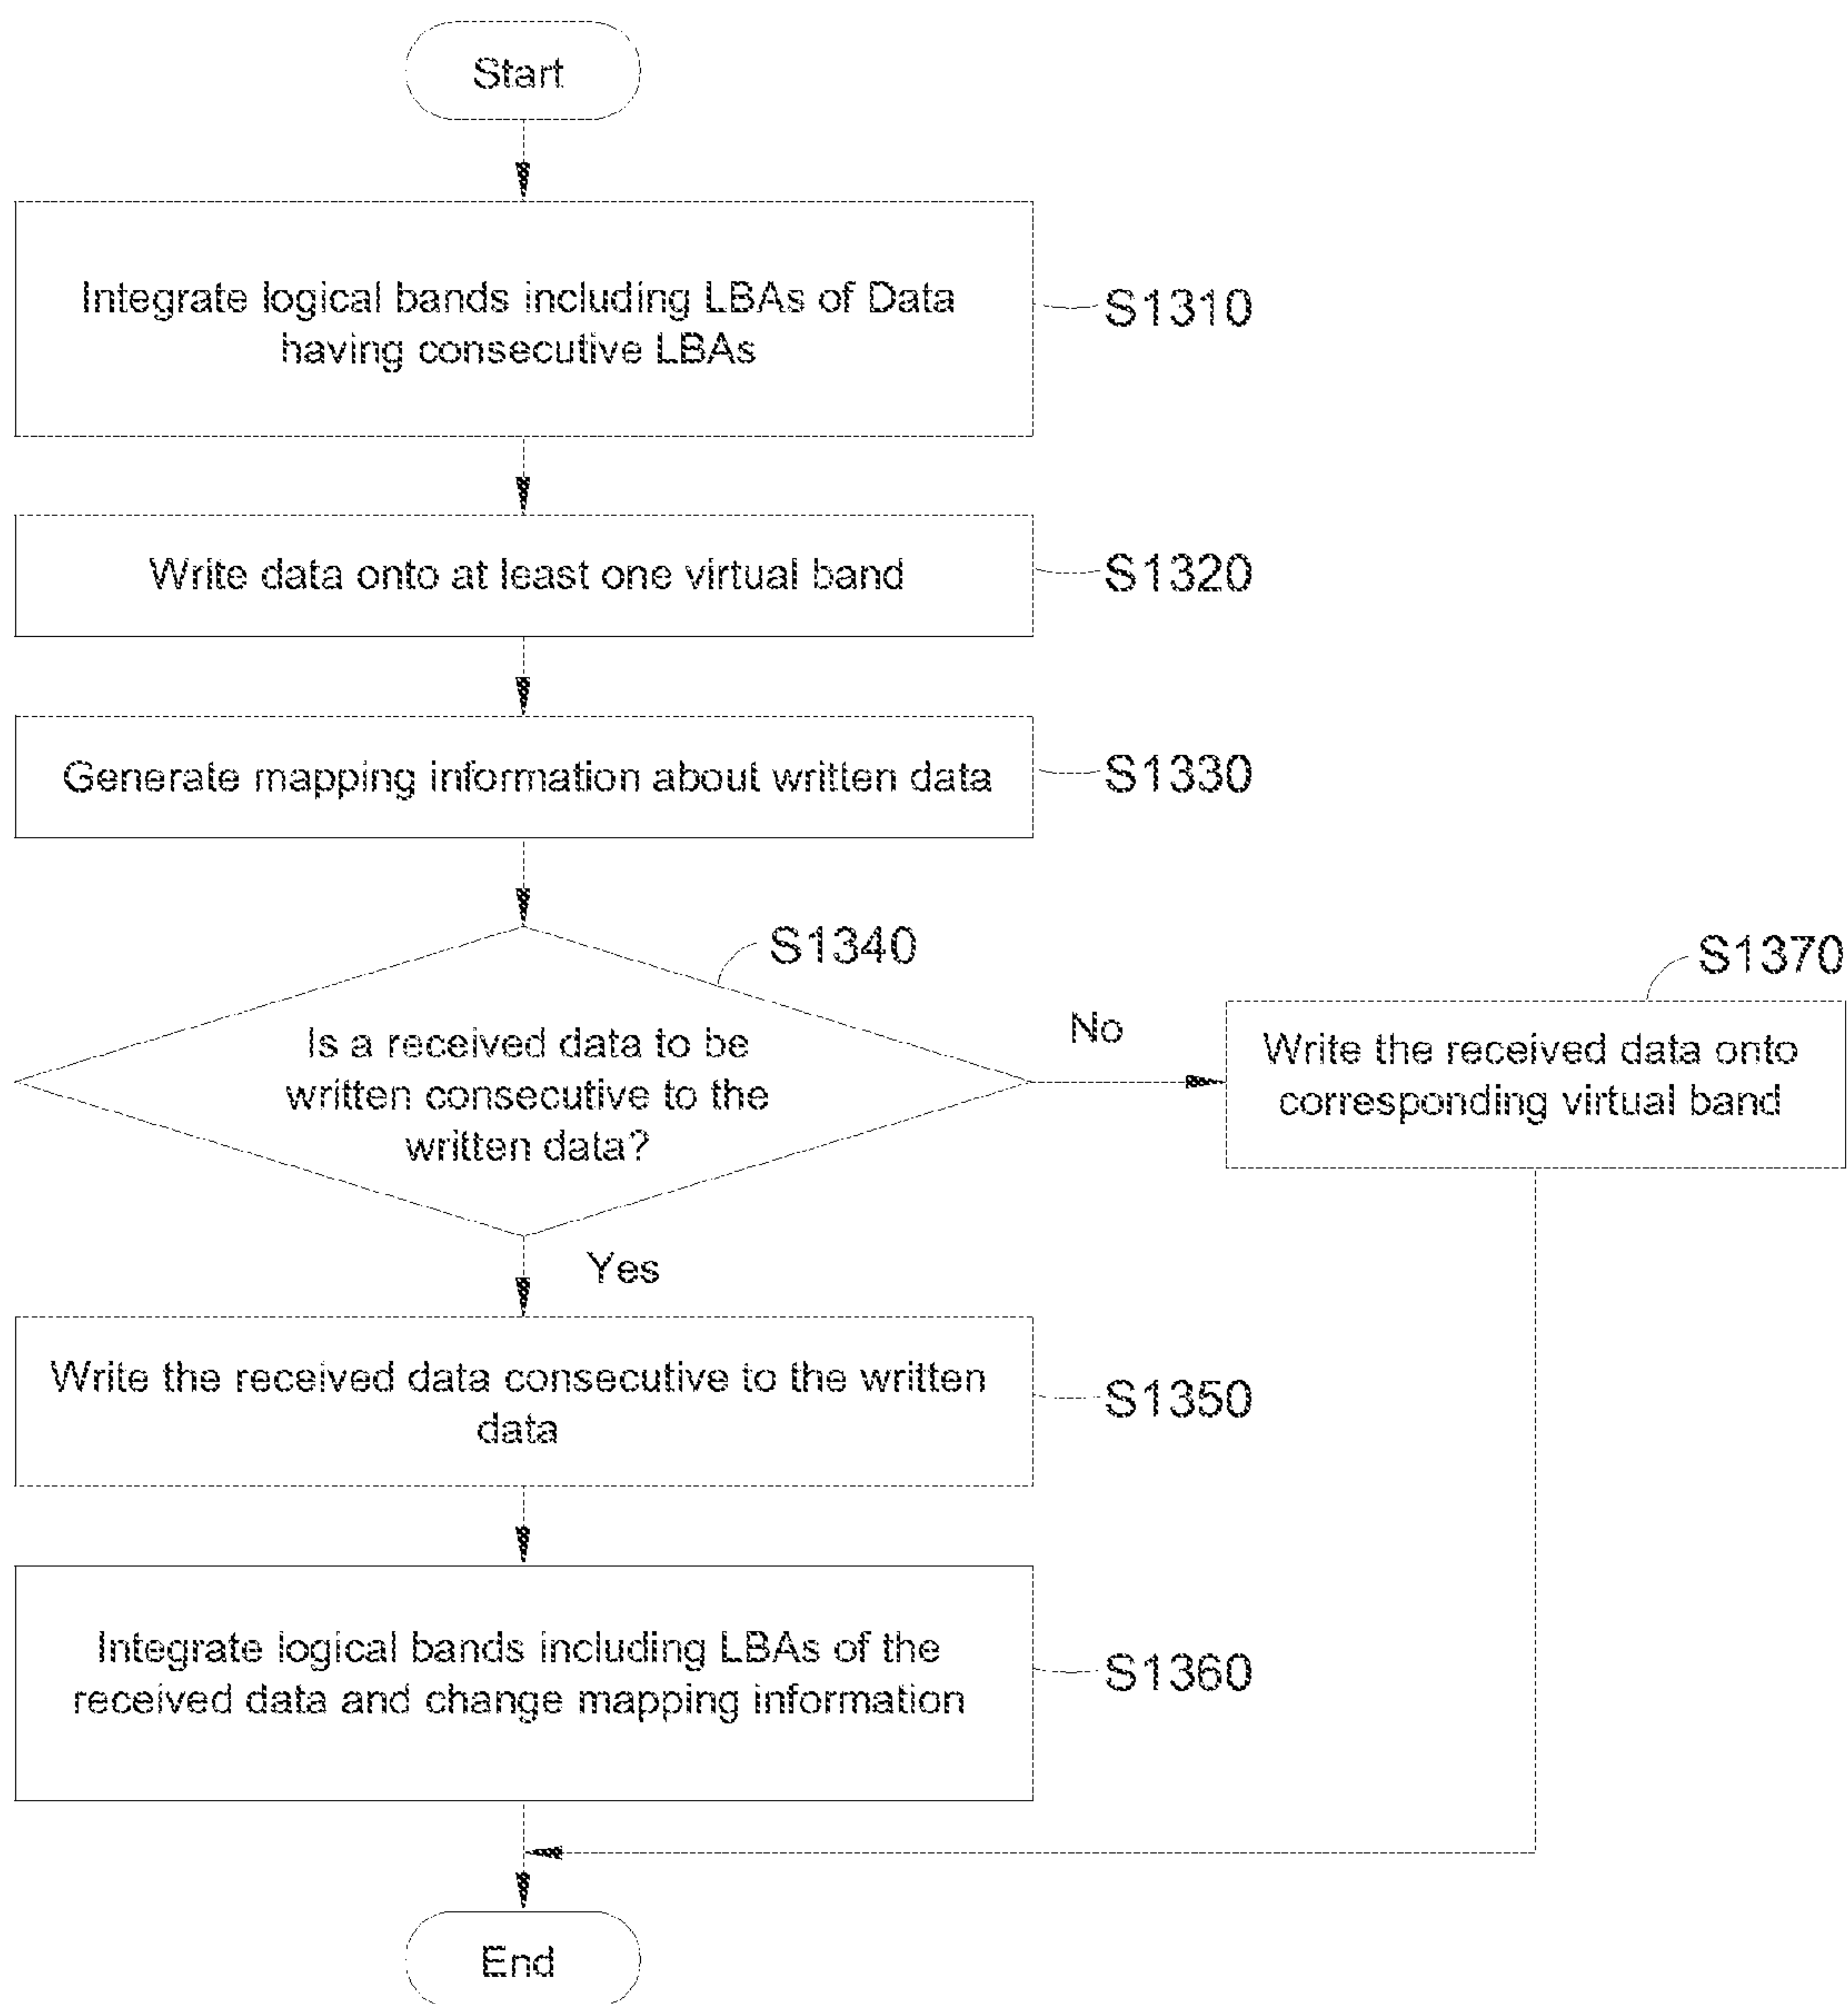 Start
Integrate logical bands including LBAs of Data
having consecutive LBAs
S1310
Write data onto at least one virtual band
S1320
Generate mapping information about written data
S1330
S1340
Is a received data to be
written consecutive to the
written data?
No
S1370
Write the received data onto
corresponding virtual band
Yes
Write the received data consecutive to the written
data
S1350
Integrate logical bands including LBAs of the
received data and change mapping information
S1360
End